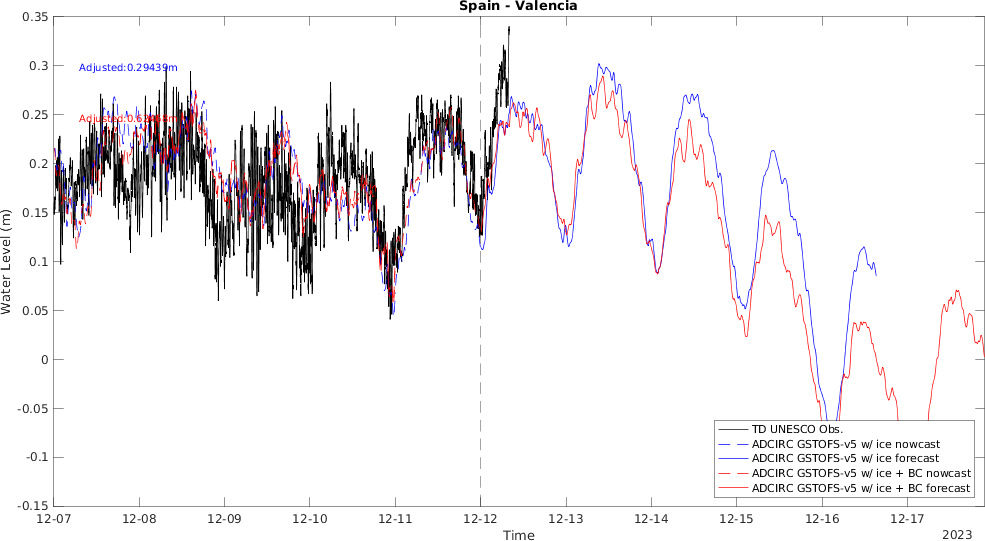 Spain - Valencia
0.35
0.3
0.25
0.2
0.15
0.1
0.05
0
-0.05
-0.1
-0.15
Water Level (m)
Adjusted:0.29439m
TD UNESCO Obs.
ADCIRC GSTOFS-v5 w/ ice nowcast
ADCIRC GSTOFS-v5 w/ ice forecast
ADCIRC GSTOFS-v5 w/ ice + BC nowcast
ADCIRC GSTOFS-v5 w/ ice + BC forecast
12-07 12-08 12-09 12-10 12-11 12-12 12-13 12-14 12-15 12-16 12-17
Time
2023